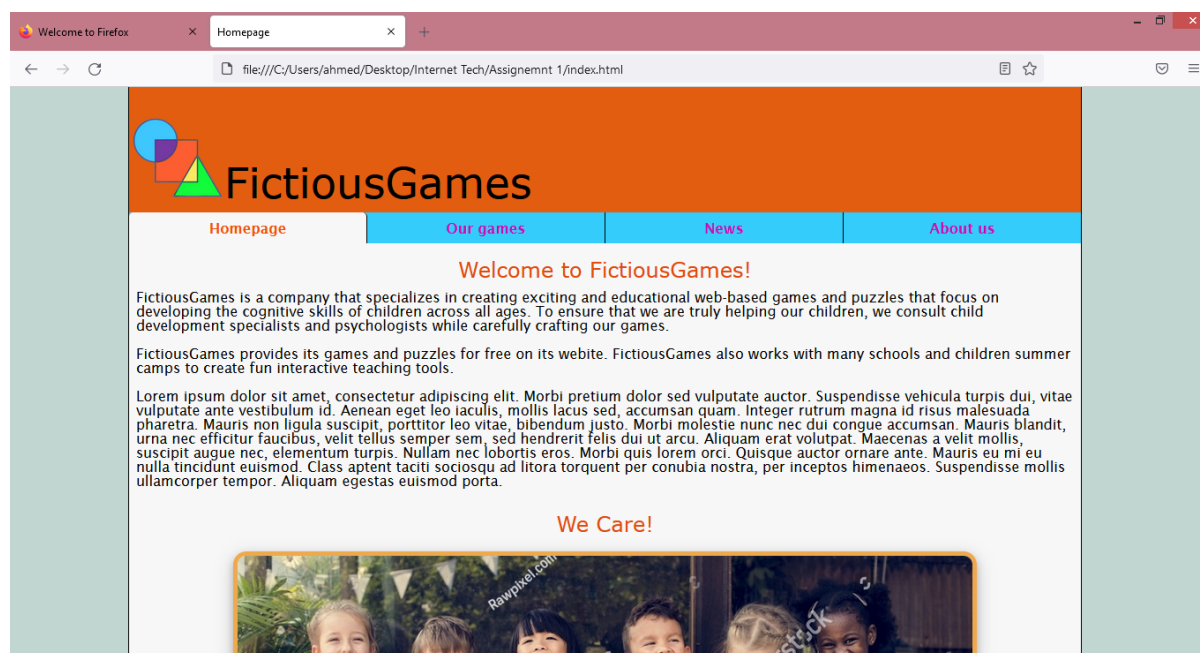 Welcome to Firefox
Homepage
file:///C:/Users/ahmed/Desktop/Internet Tech/Assignemnt 1/index.html
FictiousGames
Homepage
Our games
News
About us
Welcome to FictiousGames!
FictiousGames is a company that specializes in creating exciting and educational web-based games and puzzles that focus on
developing the cognitive skills of children across all ages. To ensure that we are truly helping our children, we consult child
development specialists and psychologists while carefully crafting our games.
FictiousGames provides its games and puzzles for free on its webite. FictiousGames also works with many schools and children summer
camps to create fun interactive teaching tools.
Lorem ipsum dolor sit amet, consectetur adipiscing elit. Morbi pretium dolor sed vulputate auctor. Suspendisse vehicula turpis dui, vitae
vulputate ante vestibulum id. Aenean eget leo iaculis, mollis lacus sed, accumsan quam. Integer rutrum magna id risus malesuada
pharetra. Mauris non ligula suscipit, porttitor leo vitae, bibendum justo. Morbi molestie nunc nec dui congue accumsan. Mauris blandit,
urna nec efficitur faucibus, velit tellus semper sem, sed hendrerit felis dui ut arcu. Aliquam erat volutpat. Maecenas a velit mollis,
suscipit augue nec, elementum turpis. Nullam nec lobortis eros. Morbi quis lorem orci. Quisque auctor ornare ante. Mauris eu mi eu
nulla tincidunt euismod. Class aptent taciti sociosqu ad litora torquent per conubia nostra, per inceptos himenaeos. Suspendisse mollis
ullamcorper tempor. Aliquam egestas euismod porta.
We Care!
Rawpixel.com